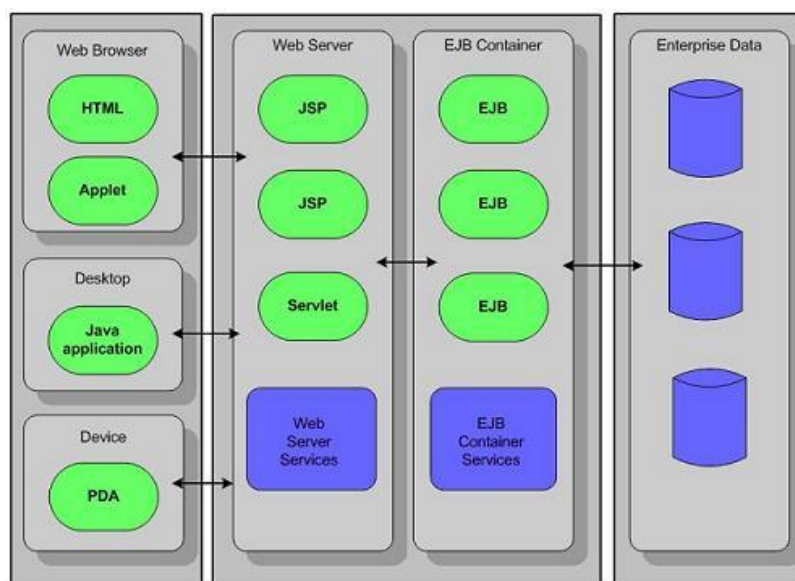 Web Browser
HTML
Applet
Desktop
Java
application
Device
PDA
Web Server
JSP
JSP
Servlet
Web
Server
Services
EJB Container
EJB
EJB
EJB
EJB
Container
Services
Enterprise Data